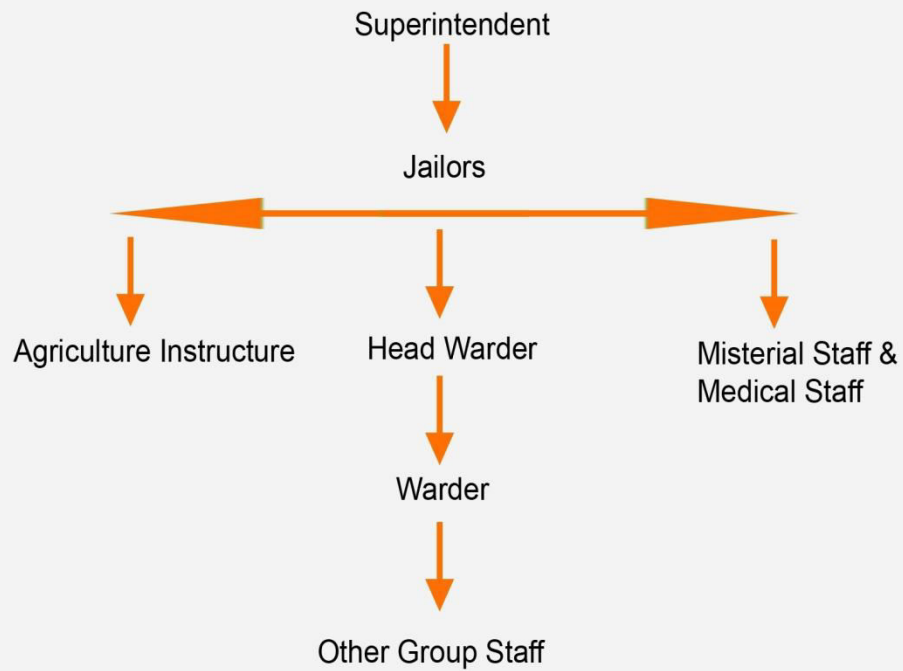 Superintendent
Jailors
Agriculture Instructure
Head Warder
Misterial Staff &
Medical Staff
Warder
Other Group Staff